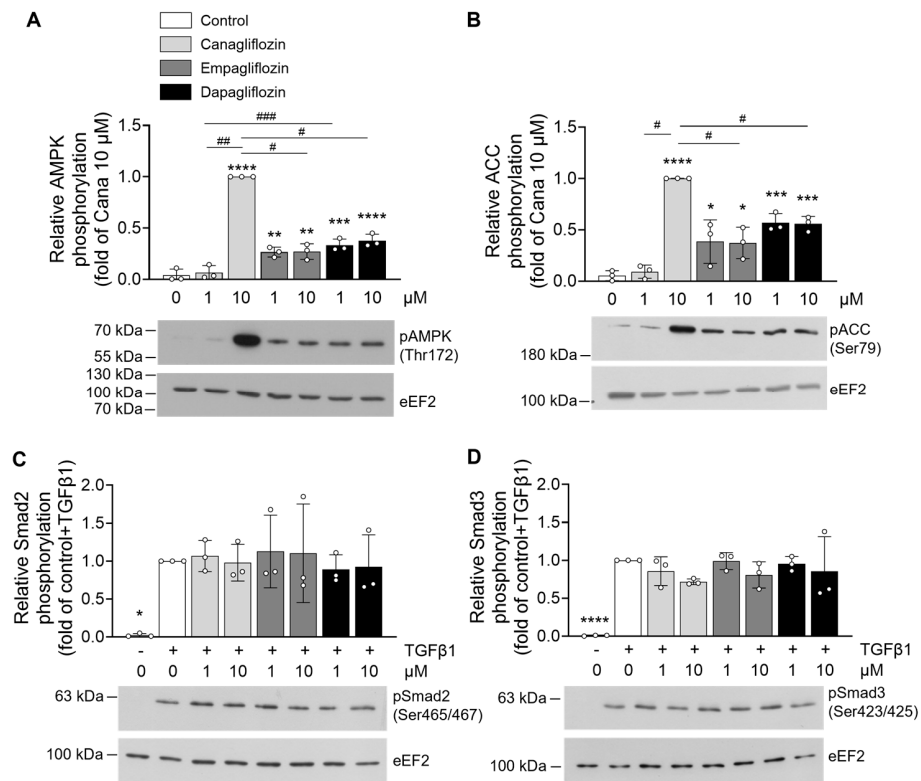 A
Control
Canagliflozin
Empagliflozin
Dapagliflozin
Relative AMPK
phosphorylation
(fold of Cana 10 µM)
1.5
1.0
0.5
0.0
###
##
#
#
****
**
**
***
****
0 1 10 1 10 1 10 µM
70 kDa
55 kDa
pAMPK
(Thr172)
130 kDa
100 kDa
70 kDa
eEF2
B
Relative ACC
phosphorylation
(fold of Cana 10 µM)
1.5
1.0
0.5
0.0
#
#
#
****
*
*
***
***
0 1 10 1 10 1 10 µM
180 kDa
pACC
(Ser79)
100 kDa
eEF2
C
Relative Smad2
phosphorylation
(fold of control+TGFβ1)
2.0
1.5
1.0
0.5
0.0
*
- + + + + + + + TGFβ1
0 0 1 10 1 10 1 10 µM
63 kDa
pSmad2
(Ser465/467)
100 kDa
eEF2
D
Relative Smad3
phosphorylation
(fold of control+TGFβ1)
2.0
1.5
1.0
0.5
0.0
****
- + + + + + + + TGFβ1
0 0 1 10 1 10 1 10 µM
63 kDa
pSmad3
(Ser423/425)
100 kDa
eEF2